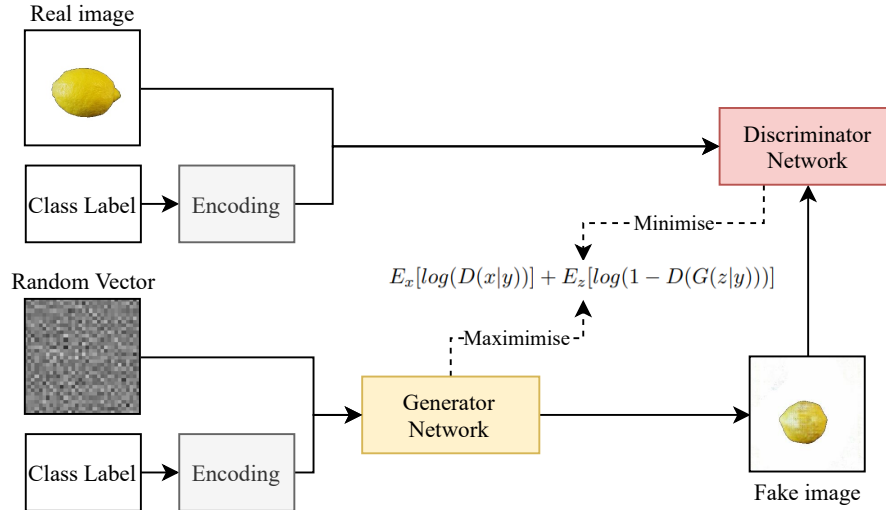 Real image
Discriminator
Network
Class Label
Encoding
Minimise
Random Vector
E_x[log(D(x|y))] + E_z[log(1 − D(G(z|y)))]
Maximimise
Generator
Network
Class Label
Encoding
Fake image